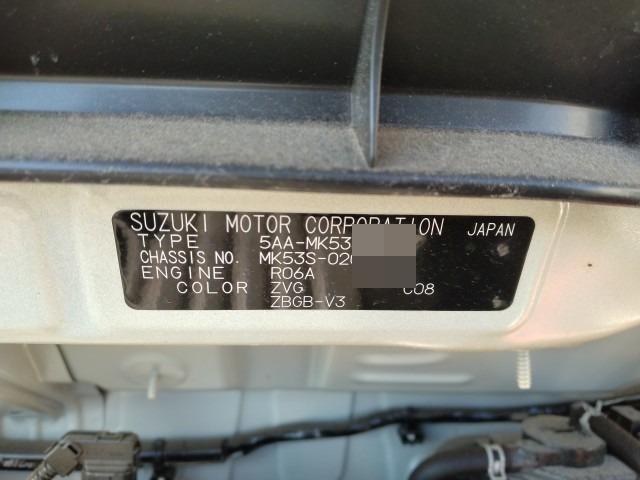 SUZUKI MOTOR CORPORATION JAPAN
TYPE 5AA-MK53
CHASSIS NO. MK53S-02
ENGINE R06A
COLOR ZVG C08
ZBGB-V3